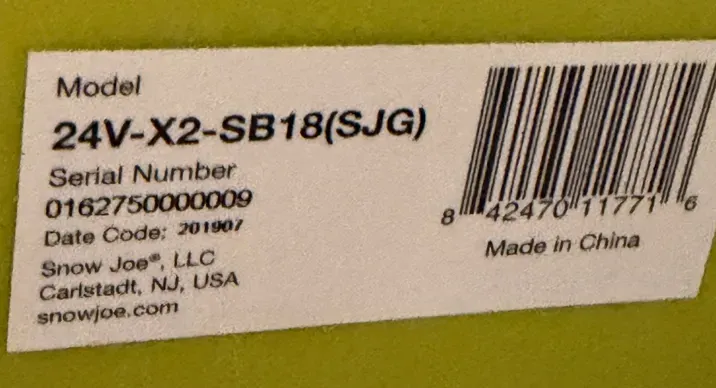 Model
24V-X2-SB18(SJG)
Serial Number
0162750000009
Date Code: 201907
Snow Joe®, LLC
Carlstadt, NJ, USA
snowjoe.com
8 42470 11771 6
Made in China